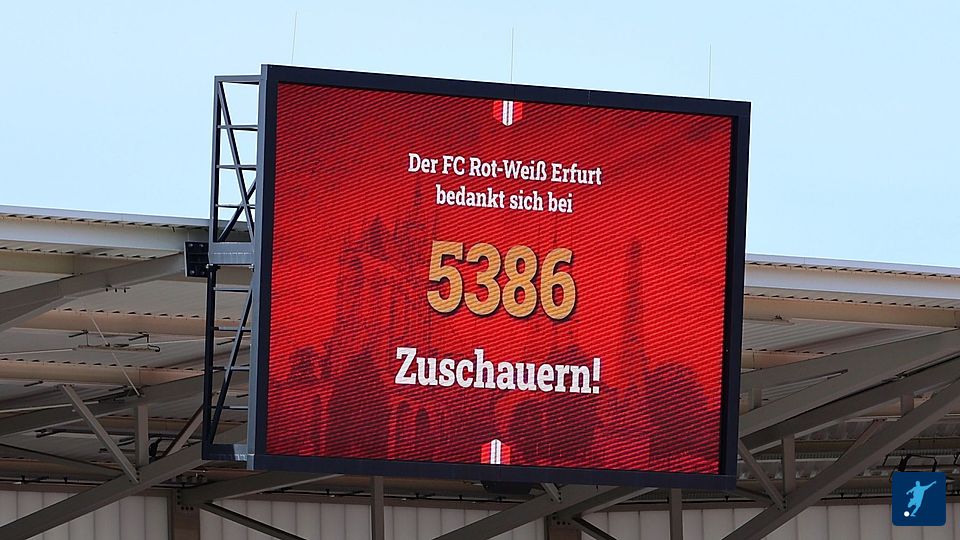 Der FC Rot-Weiß Erfurt
bedankt sich bei
5386
Zuschauern!